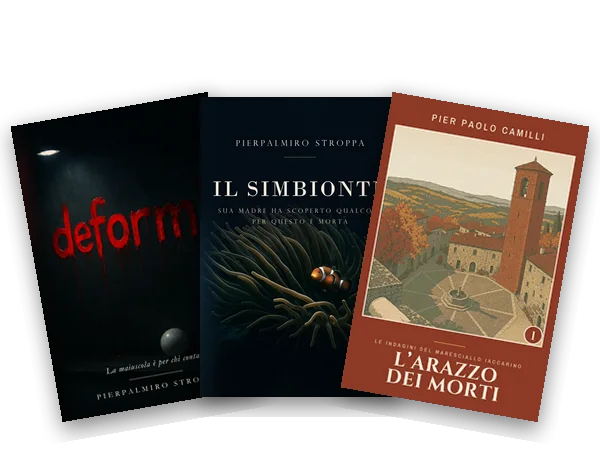 deform
La maiuscola è per chi conta
PIERPALMIRO STRO
PIERPALMIRO STROPPA
IL SIMBIONT
SUA MADRE HA SCOPERTO QUALCO
PER QUESTO È MORTA
PIER PAOLO CAMILLI
1
LE INDAGINI DEL MARESCIALLO IACCARINO
L'ARAZZO
DEI MORTI